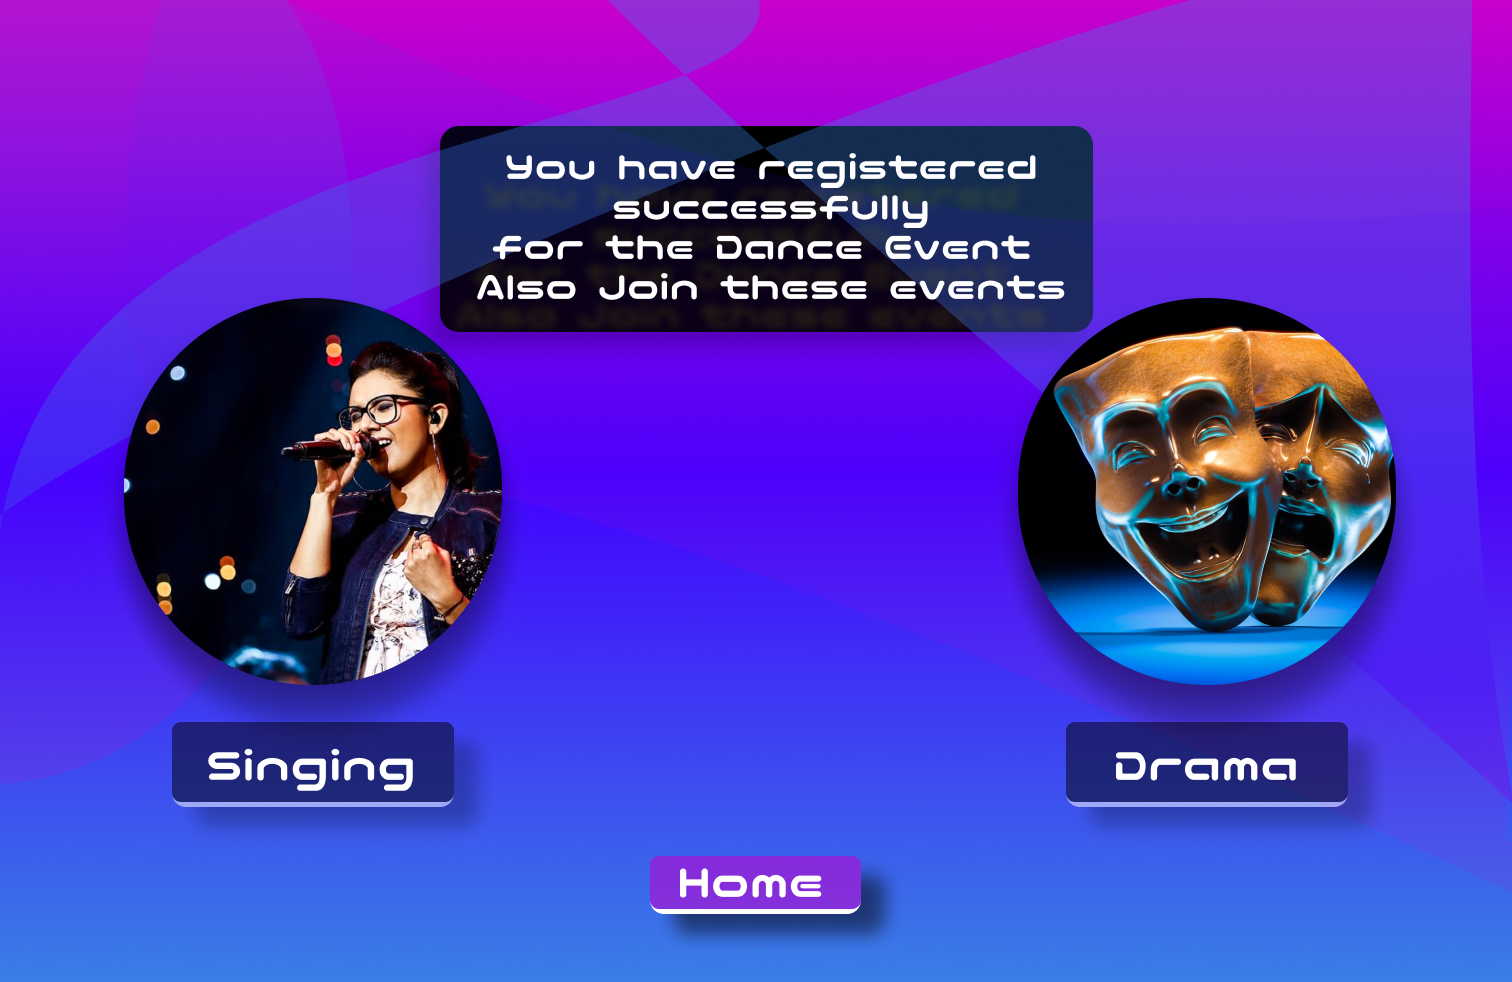 You have registered
successfully
for the Dance Event
Also Join these events
Singing
Drama
Home